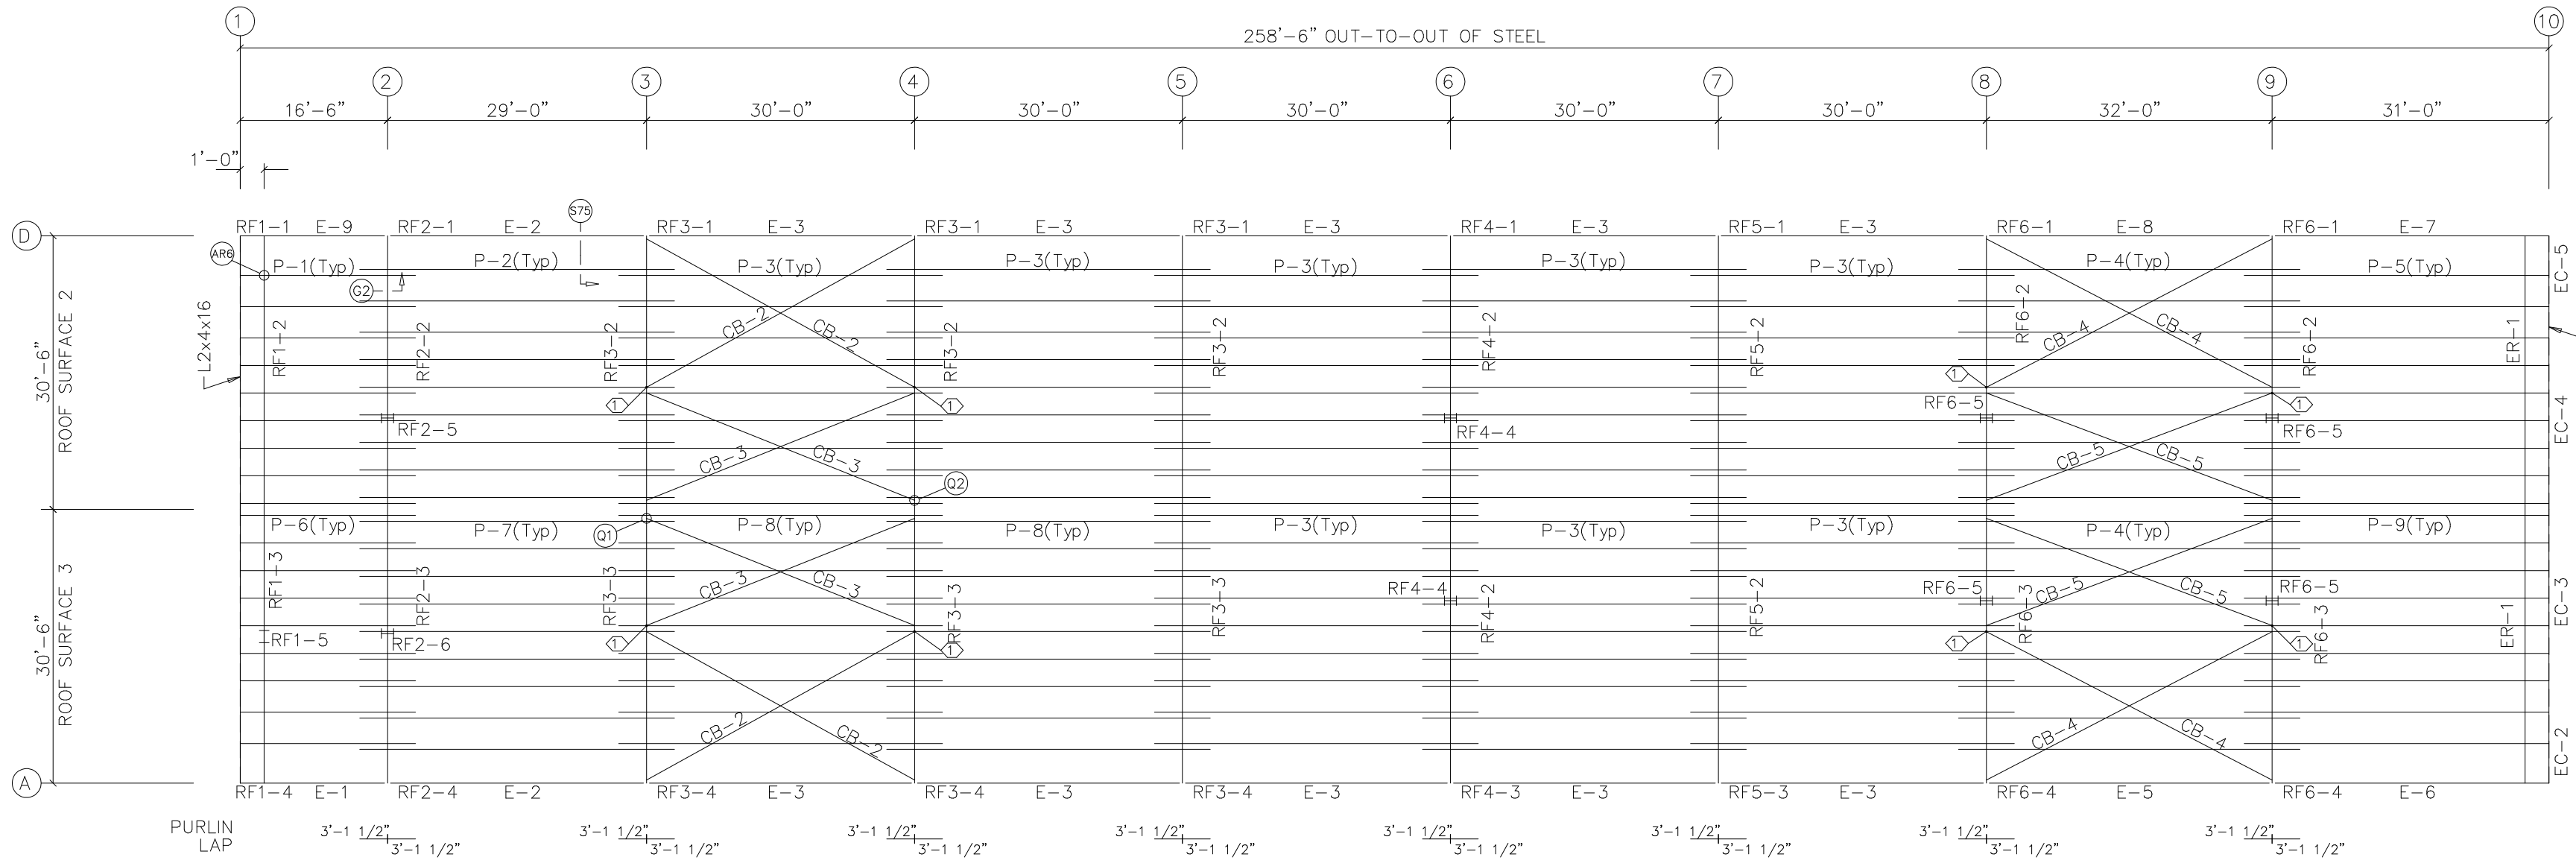 1 10
258'-6" OUT-TO-OUT OF STEEL
2 3 4 5 6 7 8 9
16'-6" 29'-0" 30'-0" 30'-0" 30'-0" 30'-0" 30'-0" 32'-0" 31'-0"
1'-0"
S75
D RF1-1 E-9 RF2-1 E-2 RF3-1 E-3 RF3-1 E-3 RF3-1 E-3 RF4-1 E-3 RF5-1 E-3 RF6-1 E-8 RF6-1 E-7
AR6 P-1(Typ) P-2(Typ) P-3(Typ) P-3(Typ) P-3(Typ) P-3(Typ) P-3(Typ) P-4(Typ) P-5(Typ) EC-5
G2
30'-6"
ROOF SURFACE 2
L2x4x16
RF1-2 RF2-2 RF3-2 CB-2 CB-2 RF3-2 RF3-2 RF4-2 RF5-2 RF6-2 CB-4 CB-4 RF6-2 ER-1
1 1 1 1
RF2-5 RF4-4 RF6-5 RF6-5 EC-4
CB-3 CB-3 CB-5 CB-5
Q2
P-6(Typ) P-7(Typ) P-8(Typ) P-8(Typ) P-3(Typ) P-3(Typ) P-3(Typ) P-4(Typ) P-9(Typ)
Q1
30'-6"
ROOF SURFACE 3
RF1-3 RF2-3 RF3-3 CB-3 CB-3 RF3-3 RF3-3 RF4-4 RF4-2 RF5-2 RF6-5 RF6-3 CB-5 CB-5 RF6-5 RF6-3 ER-1 EC-3
RF1-5 RF2-6 1 1 1 1
CB-2 CB-2 CB-4 CB-4 EC-2
A RF1-4 E-1 RF2-4 E-2 RF3-4 E-3 RF3-4 E-3 RF3-4 E-3 RF4-3 E-3 RF5-3 E-3 RF6-4 E-5 RF6-4 E-6
PURLIN
LAP
3'-1 1/2" 3'-1 1/2" 3'-1 1/2" 3'-1 1/2" 3'-1 1/2" 3'-1 1/2" 3'-1 1/2" 3'-1 1/2"
3'-1 1/2" 3'-1 1/2" 3'-1 1/2" 3'-1 1/2" 3'-1 1/2" 3'-1 1/2" 3'-1 1/2" 3'-1 1/2"